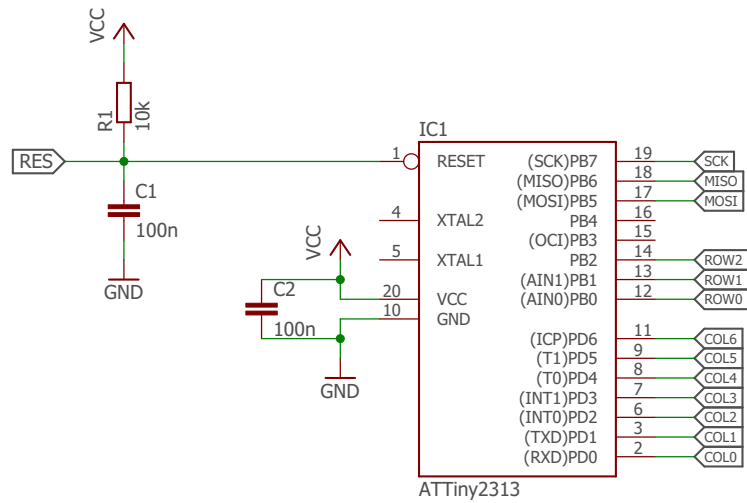 VCC
R1
10k
RES
C1
100n
GND
IC1
1
RESET
4
XTAL2
5
XTAL1
VCC
20
VCC
10
GND
C2
100n
GND
(SCK)PB7
19
SCK
(MISO)PB6
18
MISO
(MOSI)PB5
17
MOSI
PB4
16
(OCI)PB3
15
PB2
14
ROW2
(AIN1)PB1
13
ROW1
(AIN0)PB0
12
ROW0
(ICP)PD6
11
COL6
(T1)PD5
9
COL5
(T0)PD4
8
COL4
(INT1)PD3
7
COL3
(INT0)PD2
6
COL2
(TXD)PD1
3
COL1
(RXD)PD0
2
COL0
ATTiny2313